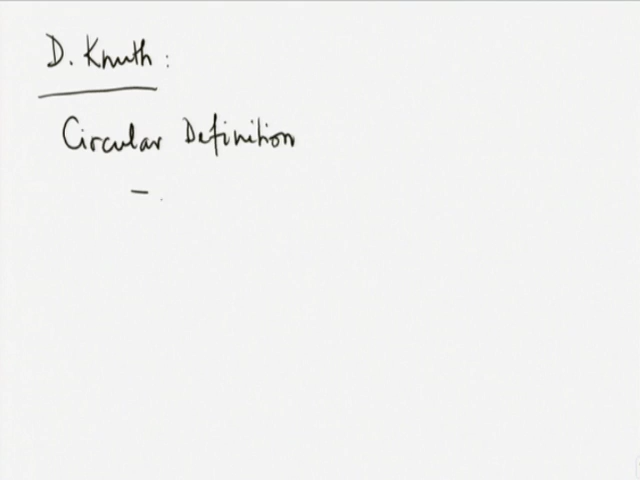 D. Knuth :
Circular Definition
–